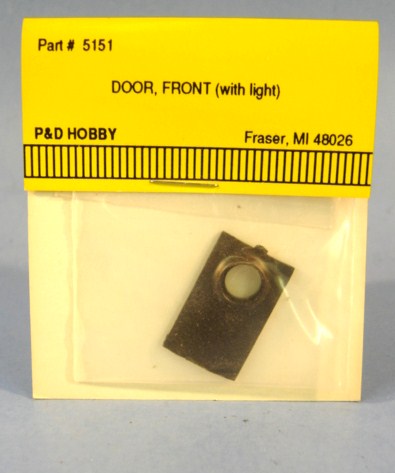 Part # 5151
DOOR, FRONT (with light)
P&D HOBBY
Fraser, MI 48026